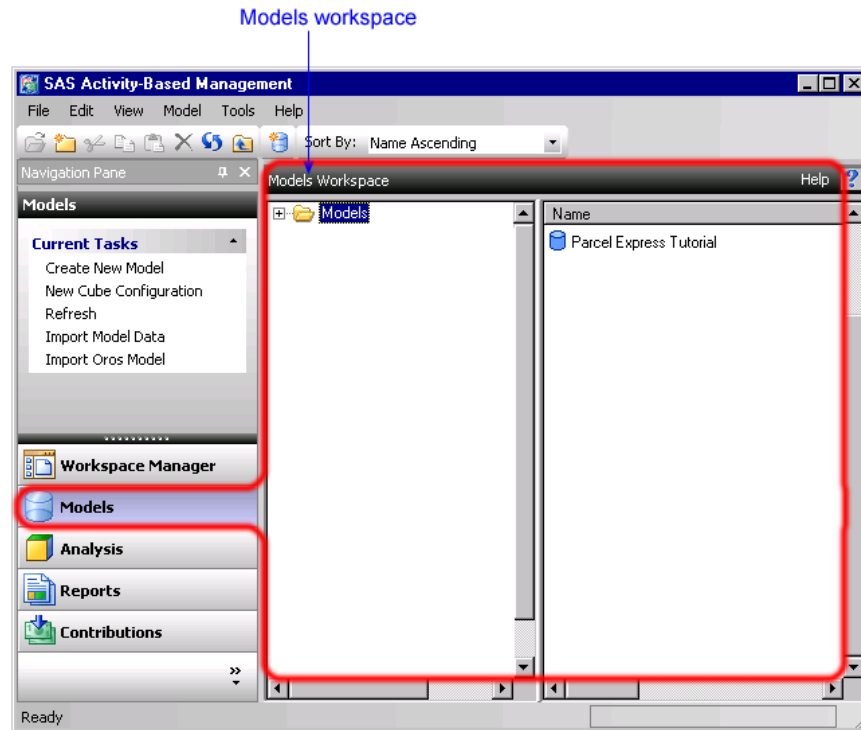 Models workspace
SAS Activity-Based Management
File Edit View Model Tools Help
Sort By: Name Ascending
Navigation Pane
Models Workspace Help ?
Models
Models
Name
Current Tasks
Parcel Express Tutorial
Create New Model
New Cube Configuration
Refresh
Import Model Data
Import Oros Model
Workspace Manager
Models
Analysis
Reports
Contributions
Ready